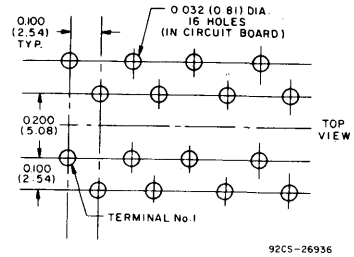 0.100
(2.54)
TYP.
0.032 (0.81) DIA.
16 HOLES
(IN CIRCUIT BOARD)
0.200
(5.08)
TOP
VIEW
0.100
(2.54)
TERMINAL No.1
92CS-26936